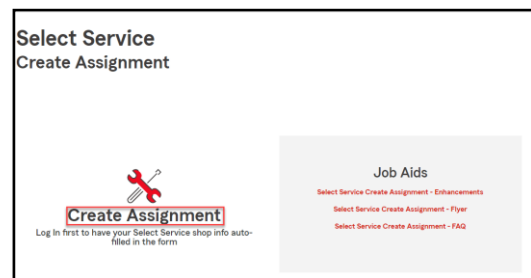 Select Service
Create Assignment
Create Assignment
Log In first to have your Select Service shop info auto-
filled in the form
Job Aids
Select Service Create Assignment - Enhancements
Select Service Create Assignment - Flyer
Select Service Create Assignment - FAQ